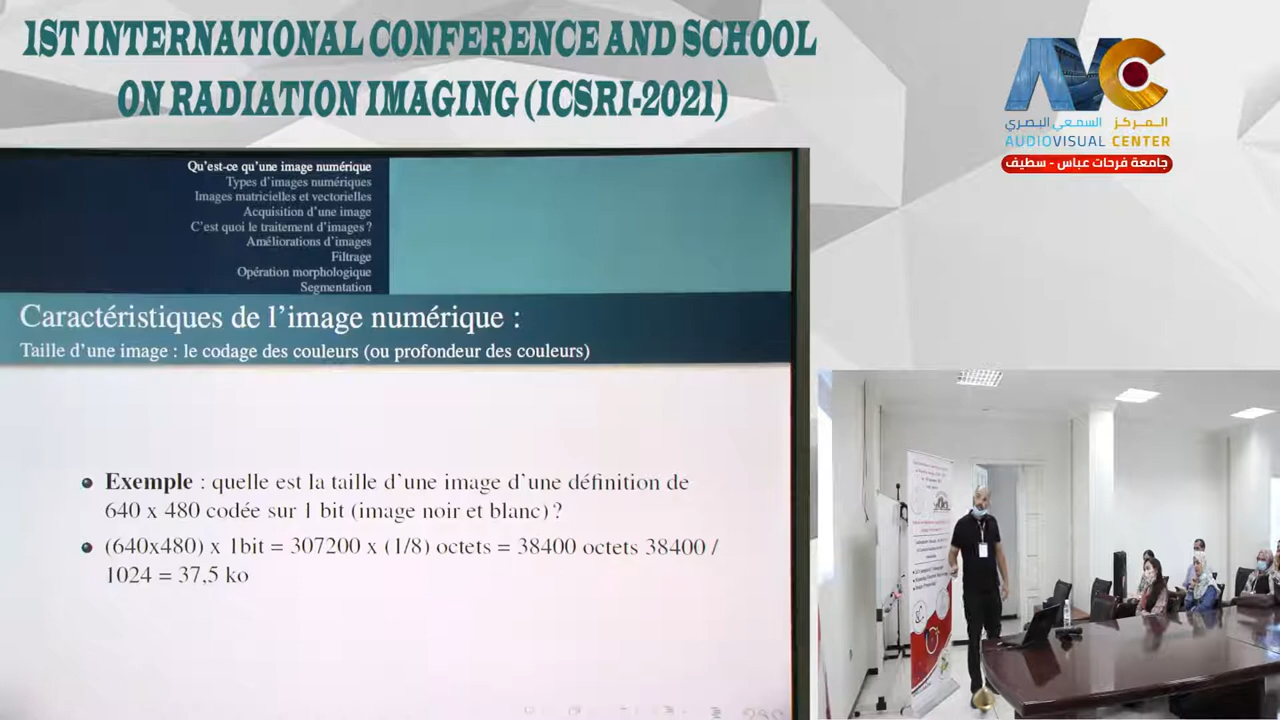 1ST INTERNATIONAL CONFERENCE AND SCHOOL
ON RADIATION IMAGING (ICSRI-2021)
AVC
المركز السمعي البصري
AUDIOVISUAL CENTER
جامعة فرحات عباس - سطيف
Qu'est-ce qu'une image numérique
Types d'images numériques
Images matricielles et vectorielles
Acquisition d'une image
C'est quoi le traitement d'images ?
Améliorations d'images
Filtrage
Opération morphologique
Segmentation
Caractéristiques de l'image numérique :
Taille d'une image : le codage des couleurs (ou profondeur des couleurs)
Exemple : quelle est la taille d'une image d'une définition de
640 x 480 codée sur 1 bit (image noir et blanc) ?
(640x480) x 1bit = 307200 x (1/8) octets = 38400 octets 38400 /
1024 = 37,5 ko